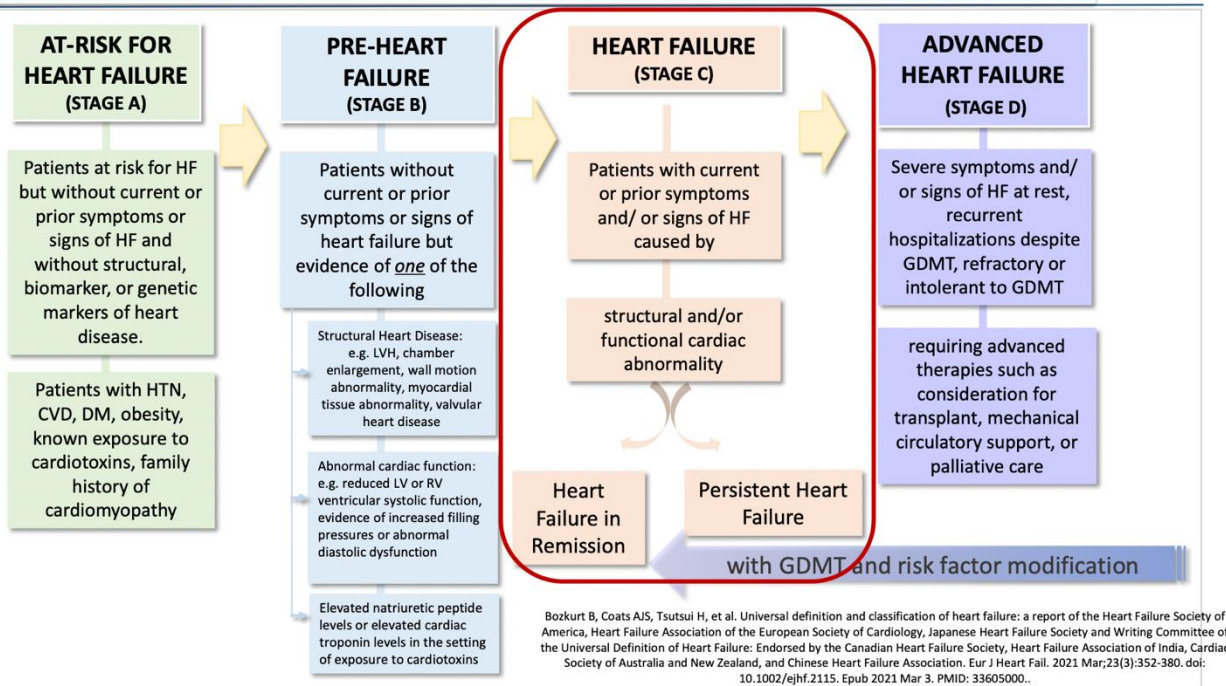 AT-RISK FOR
HEART FAILURE
(STAGE A)
Patients at risk for HF
but without current or
prior symptoms or
signs of HF and
without structural,
biomarker, or genetic
markers of heart
disease.
Patients with HTN,
CVD, DM, obesity,
known exposure to
cardiotoxins, family
history of
cardiomyopathy
PRE-HEART
FAILURE
(STAGE B)
Patients without
current or prior
symptoms or signs of
heart failure but
evidence of one of the
following
Structural Heart Disease:
e.g. LVH, chamber
enlargement, wall motion
abnormality, myocardial
tissue abnormality, valvular
heart disease
Abnormal cardiac function:
e.g. reduced LV or RV
ventricular systolic function,
evidence of increased filling
pressures or abnormal
diastolic dysfunction
Elevated natriuretic peptide
levels or elevated cardiac
troponin levels in the setting
of exposure to cardiotoxins
HEART FAILURE
(STAGE C)
Patients with current
or prior symptoms
and/ or signs of HF
caused by
structural and/or
functional cardiac
abnormality
Heart
Failure in
Remission
Persistent Heart
Failure
ADVANCED
HEART FAILURE
(STAGE D)
Severe symptoms and/
or signs of HF at rest,
recurrent
hospitalizations despite
GDMT, refractory or
intolerant to GDMT
requiring advanced
therapies such as
consideration for
transplant, mechanical
circulatory support, or
palliative care
with GDMT and risk factor modification
Bozkurt B, Coats AJS, Tsutsui H, et al. Universal definition and classification of heart failure: a report of the Heart Failure Society of
America, Heart Failure Association of the European Society of Cardiology, Japanese Heart Failure Society and Writing Committee of
the Universal Definition of Heart Failure: Endorsed by the Canadian Heart Failure Society, Heart Failure Association of India, Cardiac
Society of Australia and New Zealand, and Chinese Heart Failure Association. Eur J Heart Fail. 2021 Mar;23(3):352-380. doi:
10.1002/ejhf.2115. Epub 2021 Mar 3. PMID: 33605000..